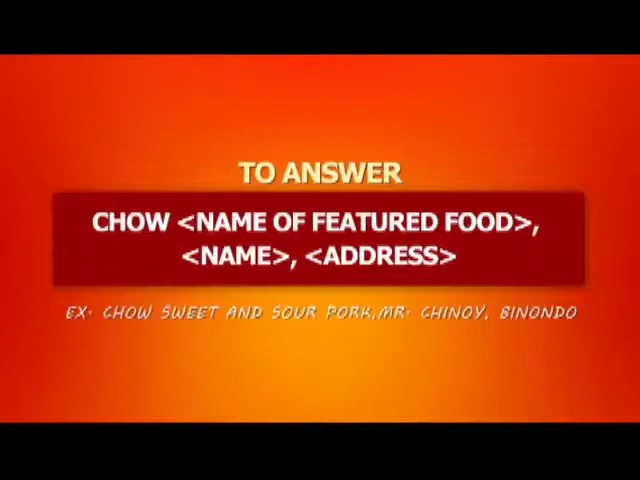 TO ANSWER
CHOW <NAME OF FEATURED FOOD>,
<NAME>, <ADDRESS>
EX: CHOW SWEET AND SOUR PORK,MR. CHINOY, BINONDO